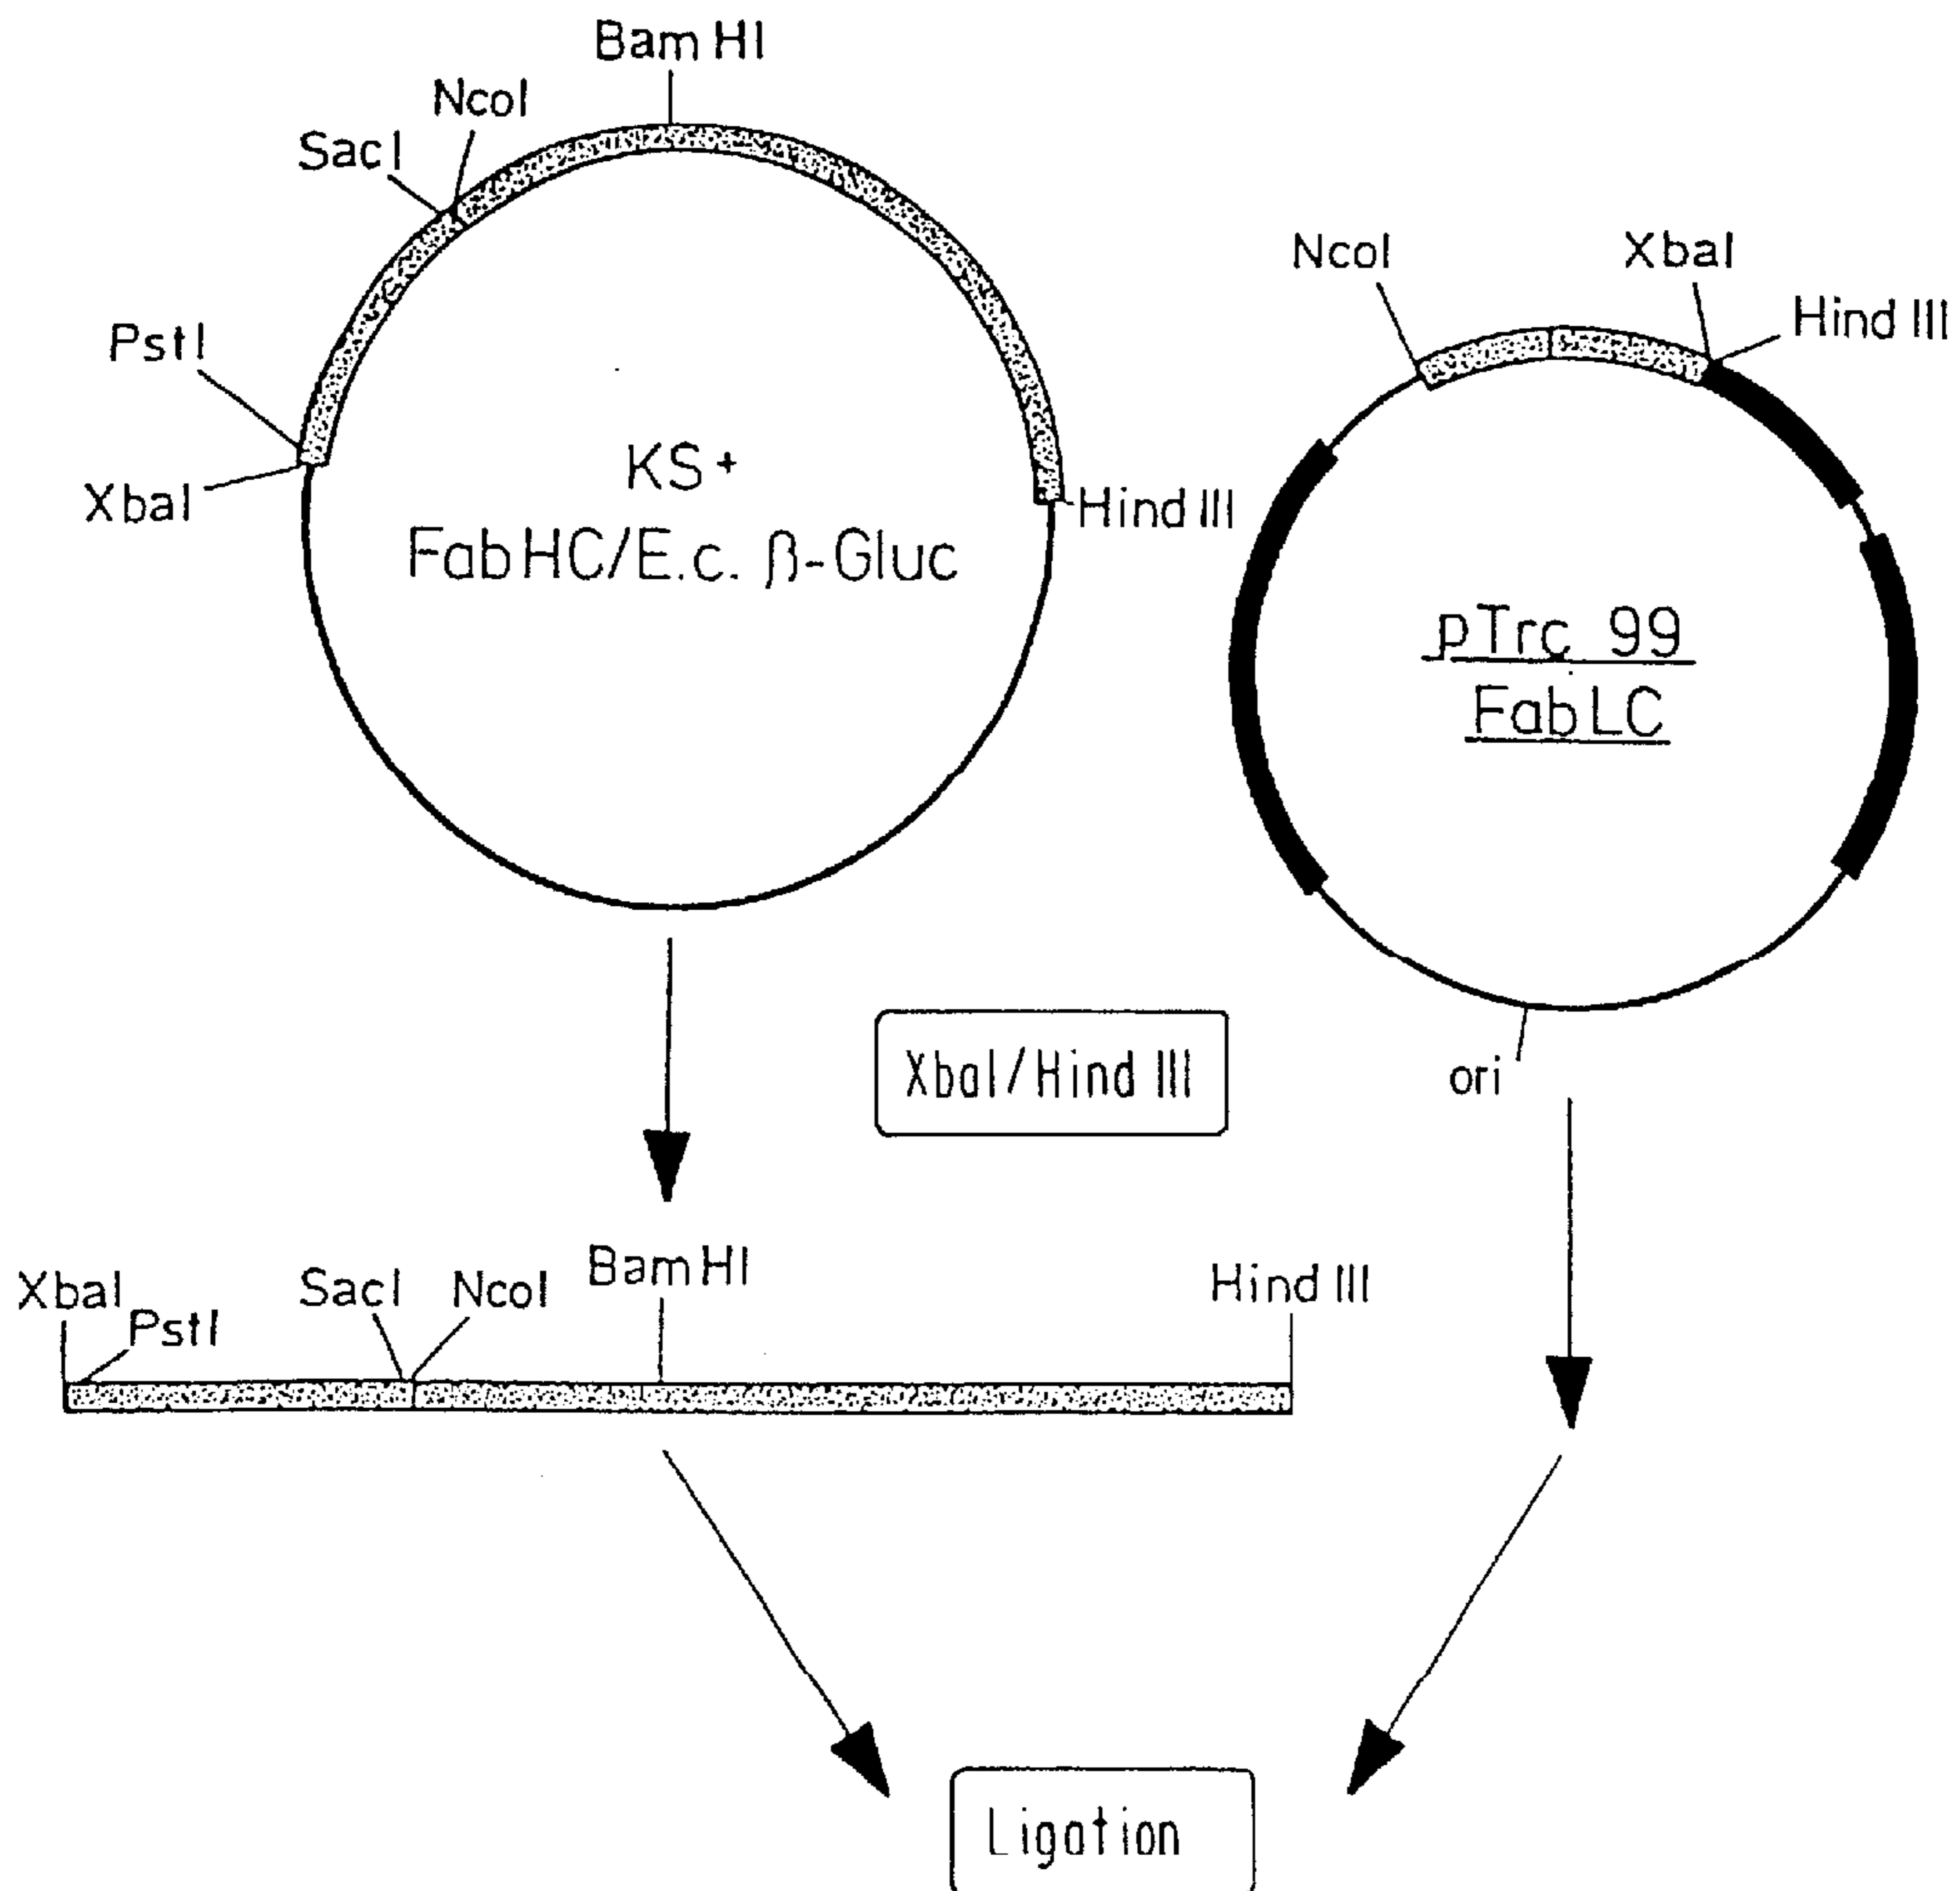 Bam HI
NcoI
SacI
PstI
XbaI
KS+
FabHC/E.c. β-Gluc
Hind III
NcoI
XbaI
Hind III
pTrc 99
FabLC
ori
XbaI/Hind III
XbaI
PstI
SacI
NcoI
BamHI
Hind III
Ligation